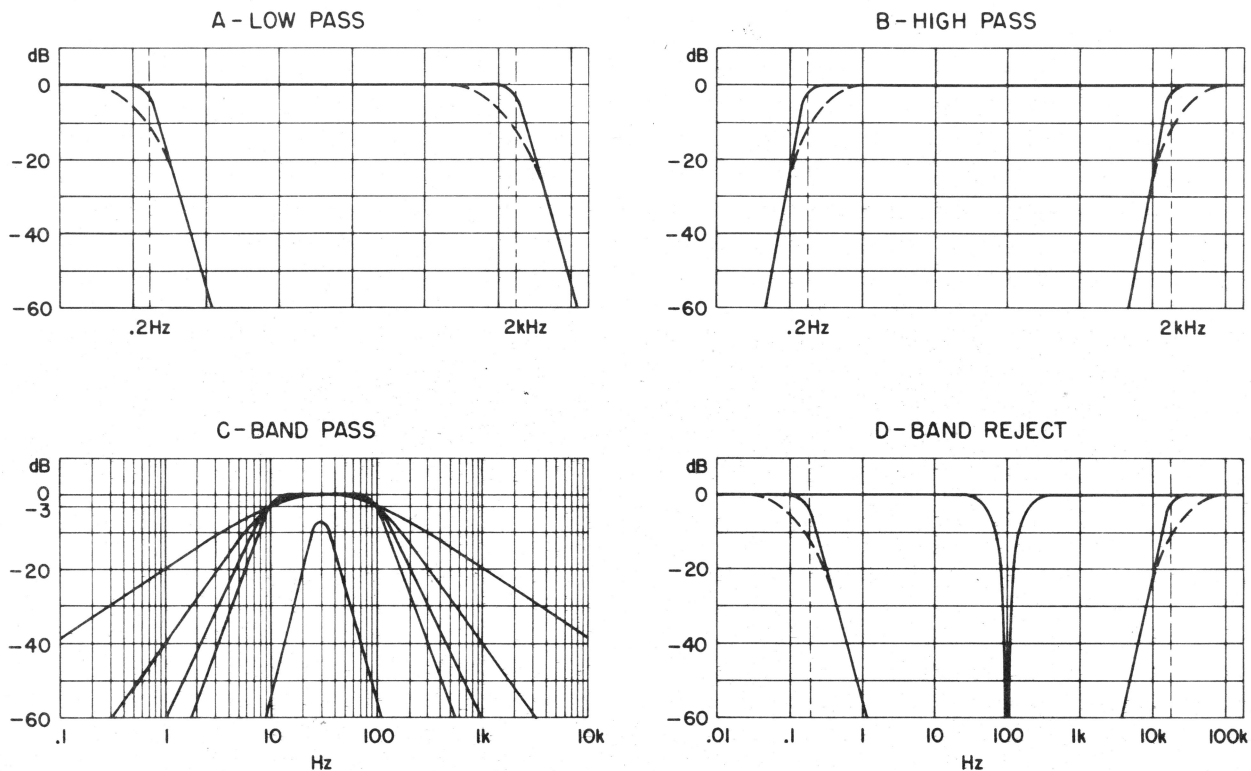 A-LOW PASS
dB
0
-20
-40
-60
.2Hz
2kHz
B-HIGH PASS
dB
0
-20
-40
-60
.2Hz
2kHz
C-BAND PASS
dB
0
-3
-20
-40
-60
.1
1
10
100
1k
10k
Hz
D-BAND REJECT
dB
0
-20
-40
-60
.01
.1
1
10
100
1k
10k
100k
Hz